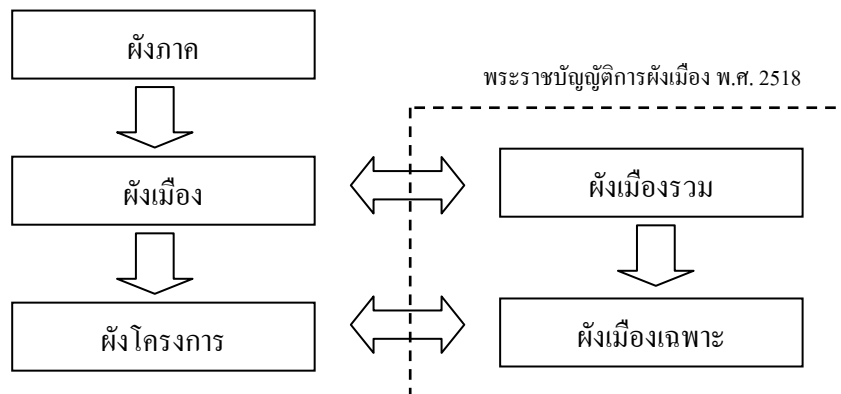 ผังภาค
พระราชบัญญัติการผังเมือง พ.ศ. 2518
ผังเมือง
ผังเมืองรวม
ผังโครงการ
ผังเมืองเฉพาะ